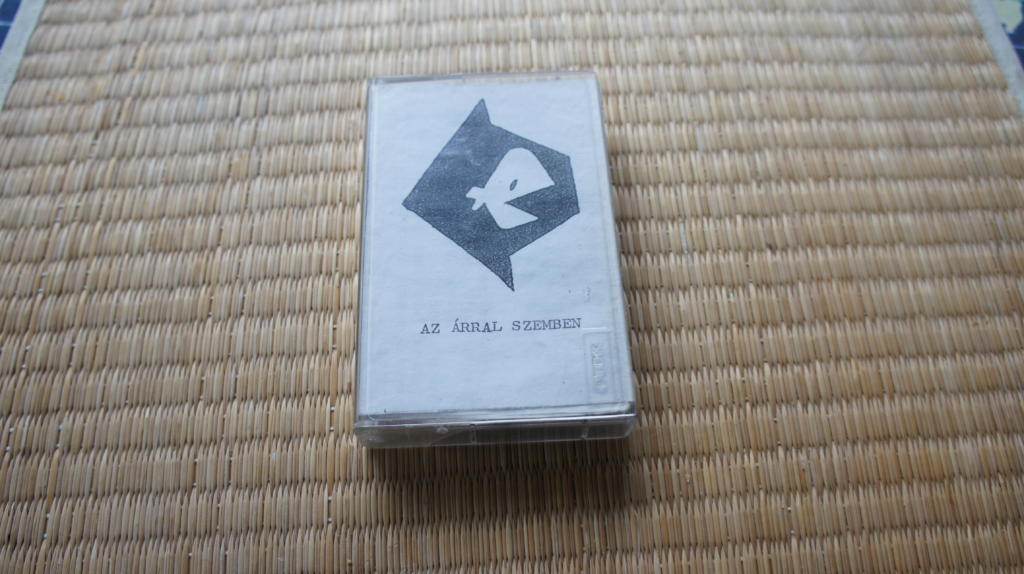 AZ ÁRRAL SZEMBEN